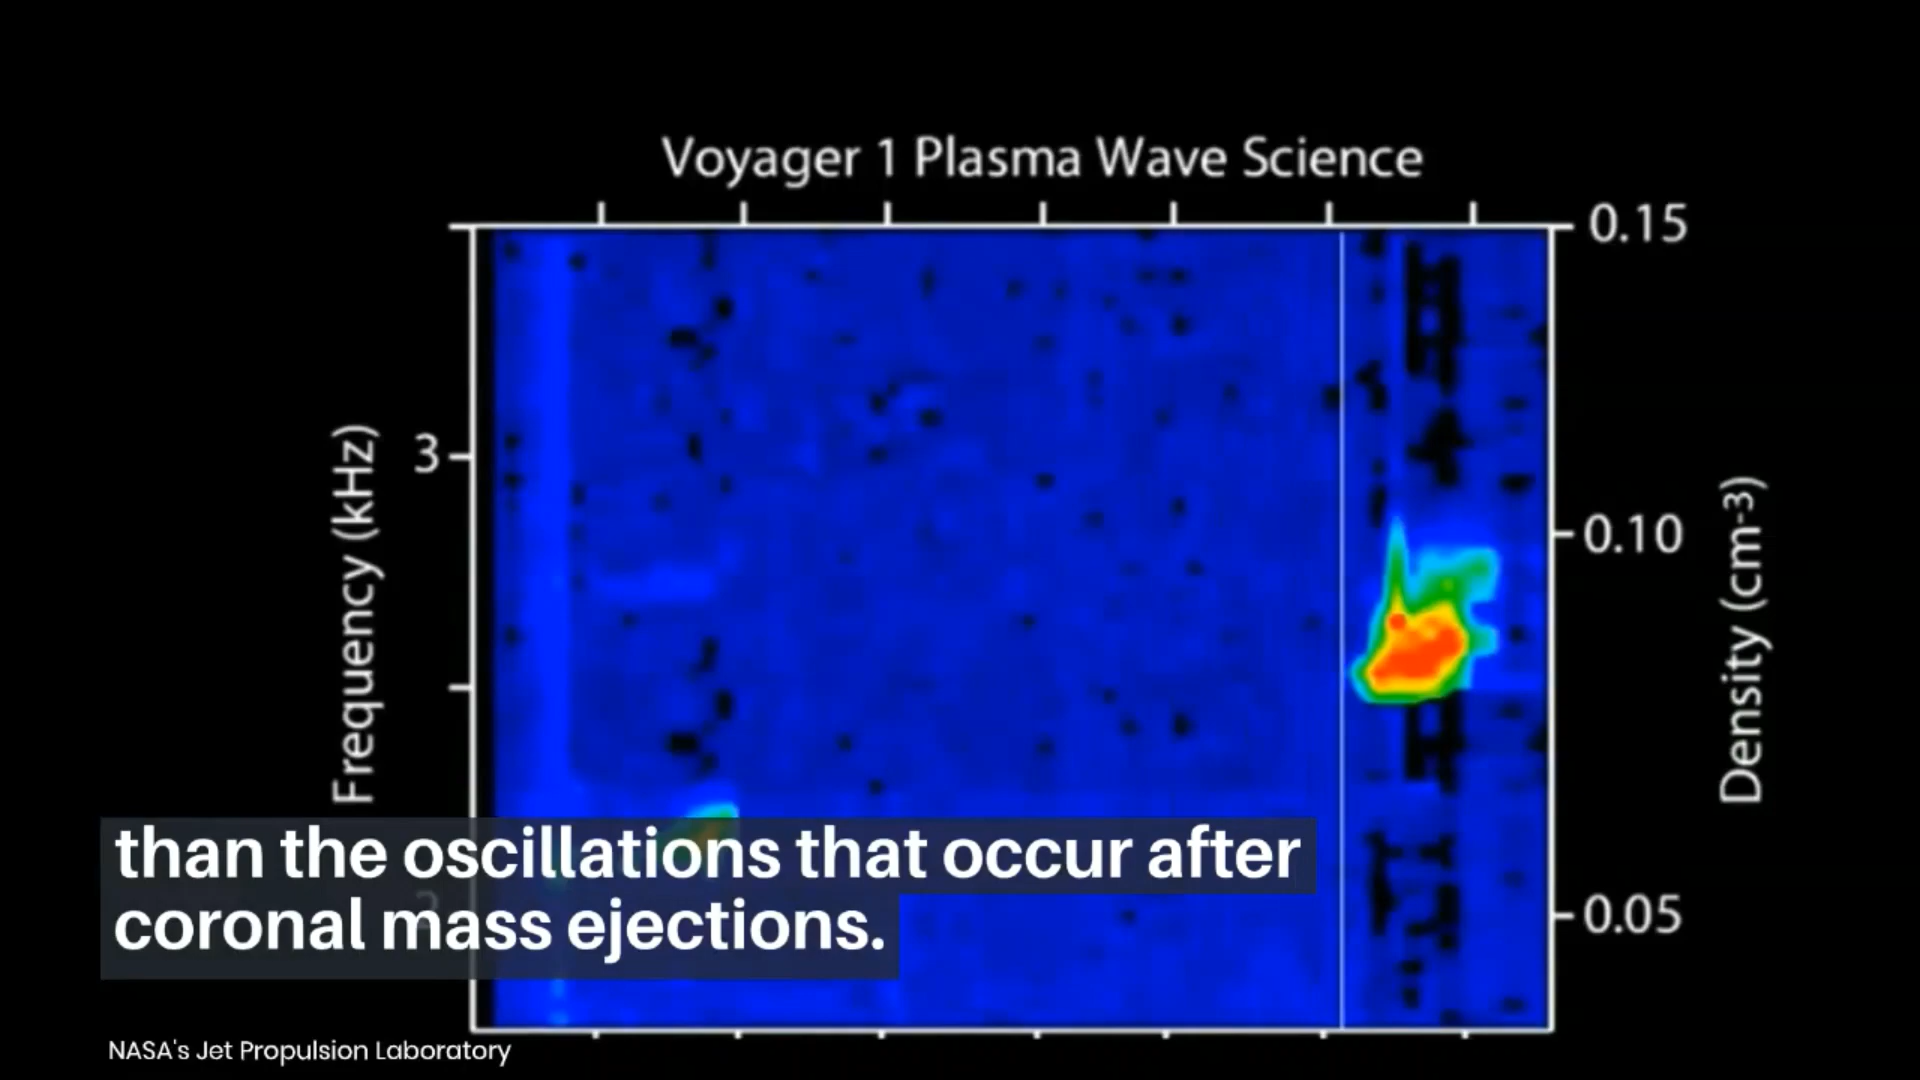 Voyager 1 Plasma Wave Science
0.15
3
0.10
Frequency (kHz)
Density (cm-3)
than the oscillations that occur after
coronal mass ejections.
2
0.05
NASA's Jet Propulsion Laboratory